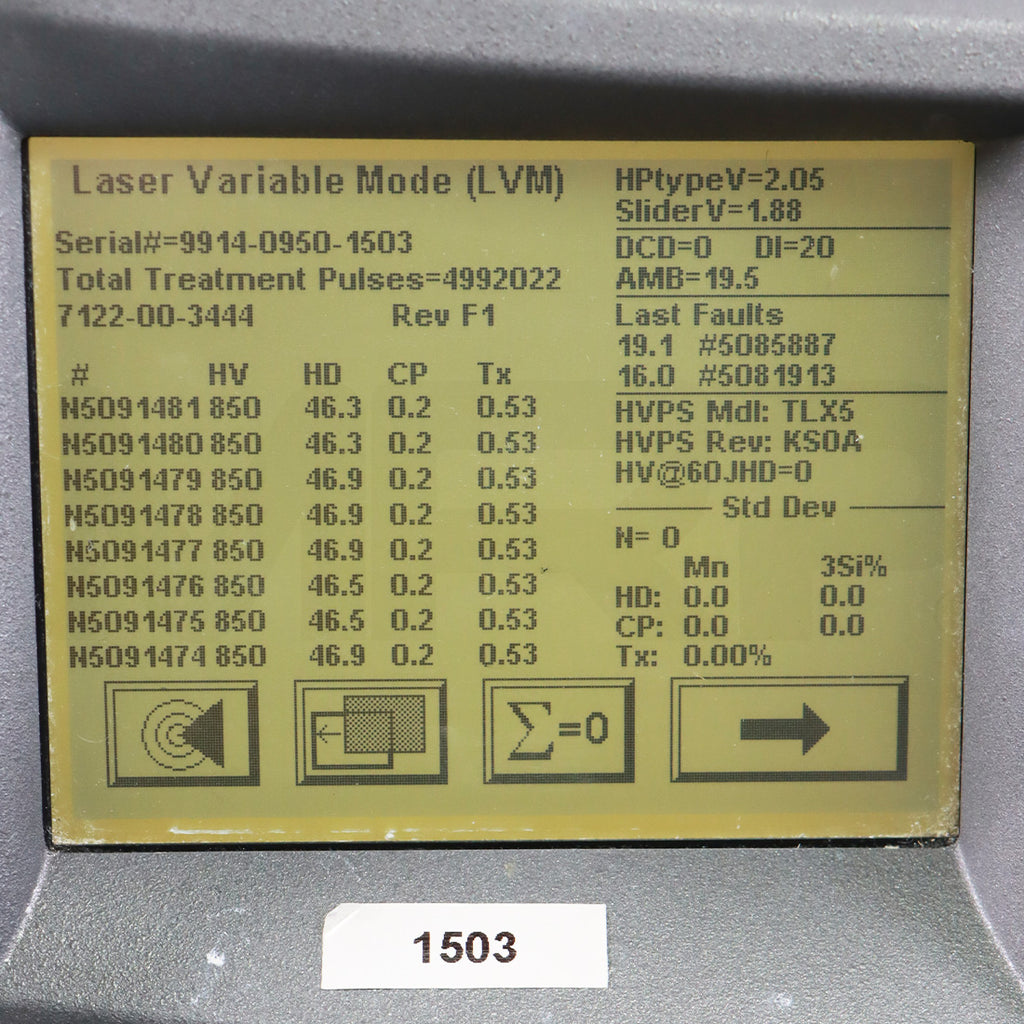 Laser Variable Mode (LVM)
Serial#=9914-0950-1503
Total Treatment Pulses=4992022
7122-00-3444 Rev F1
# HV HD CP Tx
N5091481 850 46.3 0.2 0.53
N5091480 850 46.3 0.2 0.53
N5091479 850 46.9 0.2 0.53
N5091478 850 46.9 0.2 0.53
N5091477 850 46.9 0.2 0.53
N5091476 850 46.5 0.2 0.53
N5091475 850 46.5 0.2 0.53
N5091474 850 46.9 0.2 0.53
HPtypeV=2.05
SliderV=1.88
DCD=0 DI=20
AMB=19.5
Last Faults
19.1 #5085887
16.0 #5081913
HVPS Mdl: TLX5
HVPS Rev: KS0A
HV@60JHD=0
Std Dev
N= 0
Mn 3Si%
HD: 0.0 0.0
CP: 0.0 0.0
Tx: 0.00%
Σ=0
1503